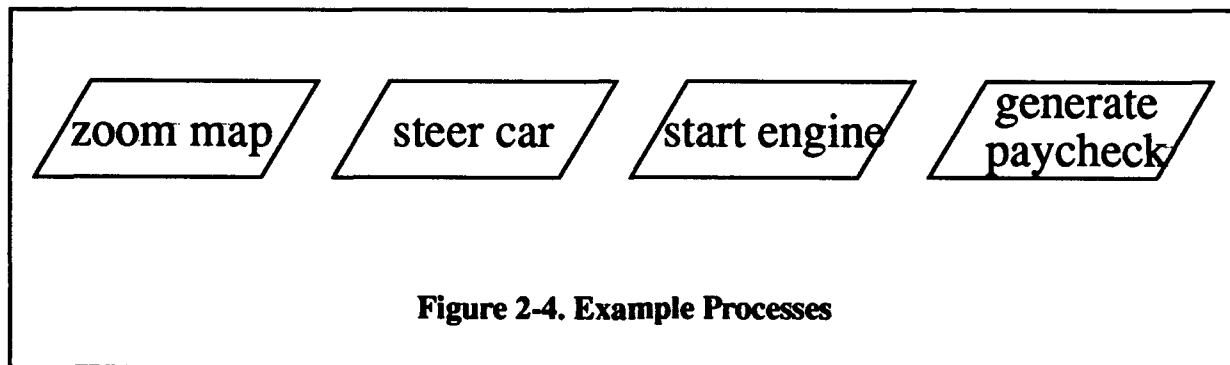 zoom map
steer car
start engine
generate
paycheck
Figure 2-4. Example Processes